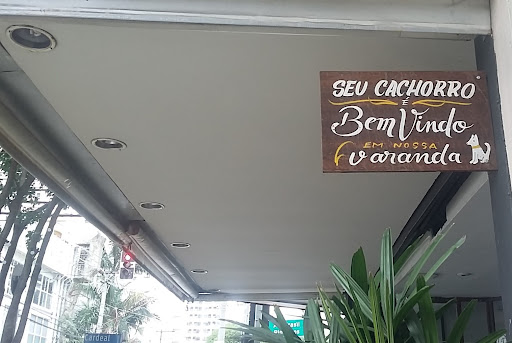 SEU CACHORRO
É
Bem Vindo
EM NOSSA
varanda
Cardeal